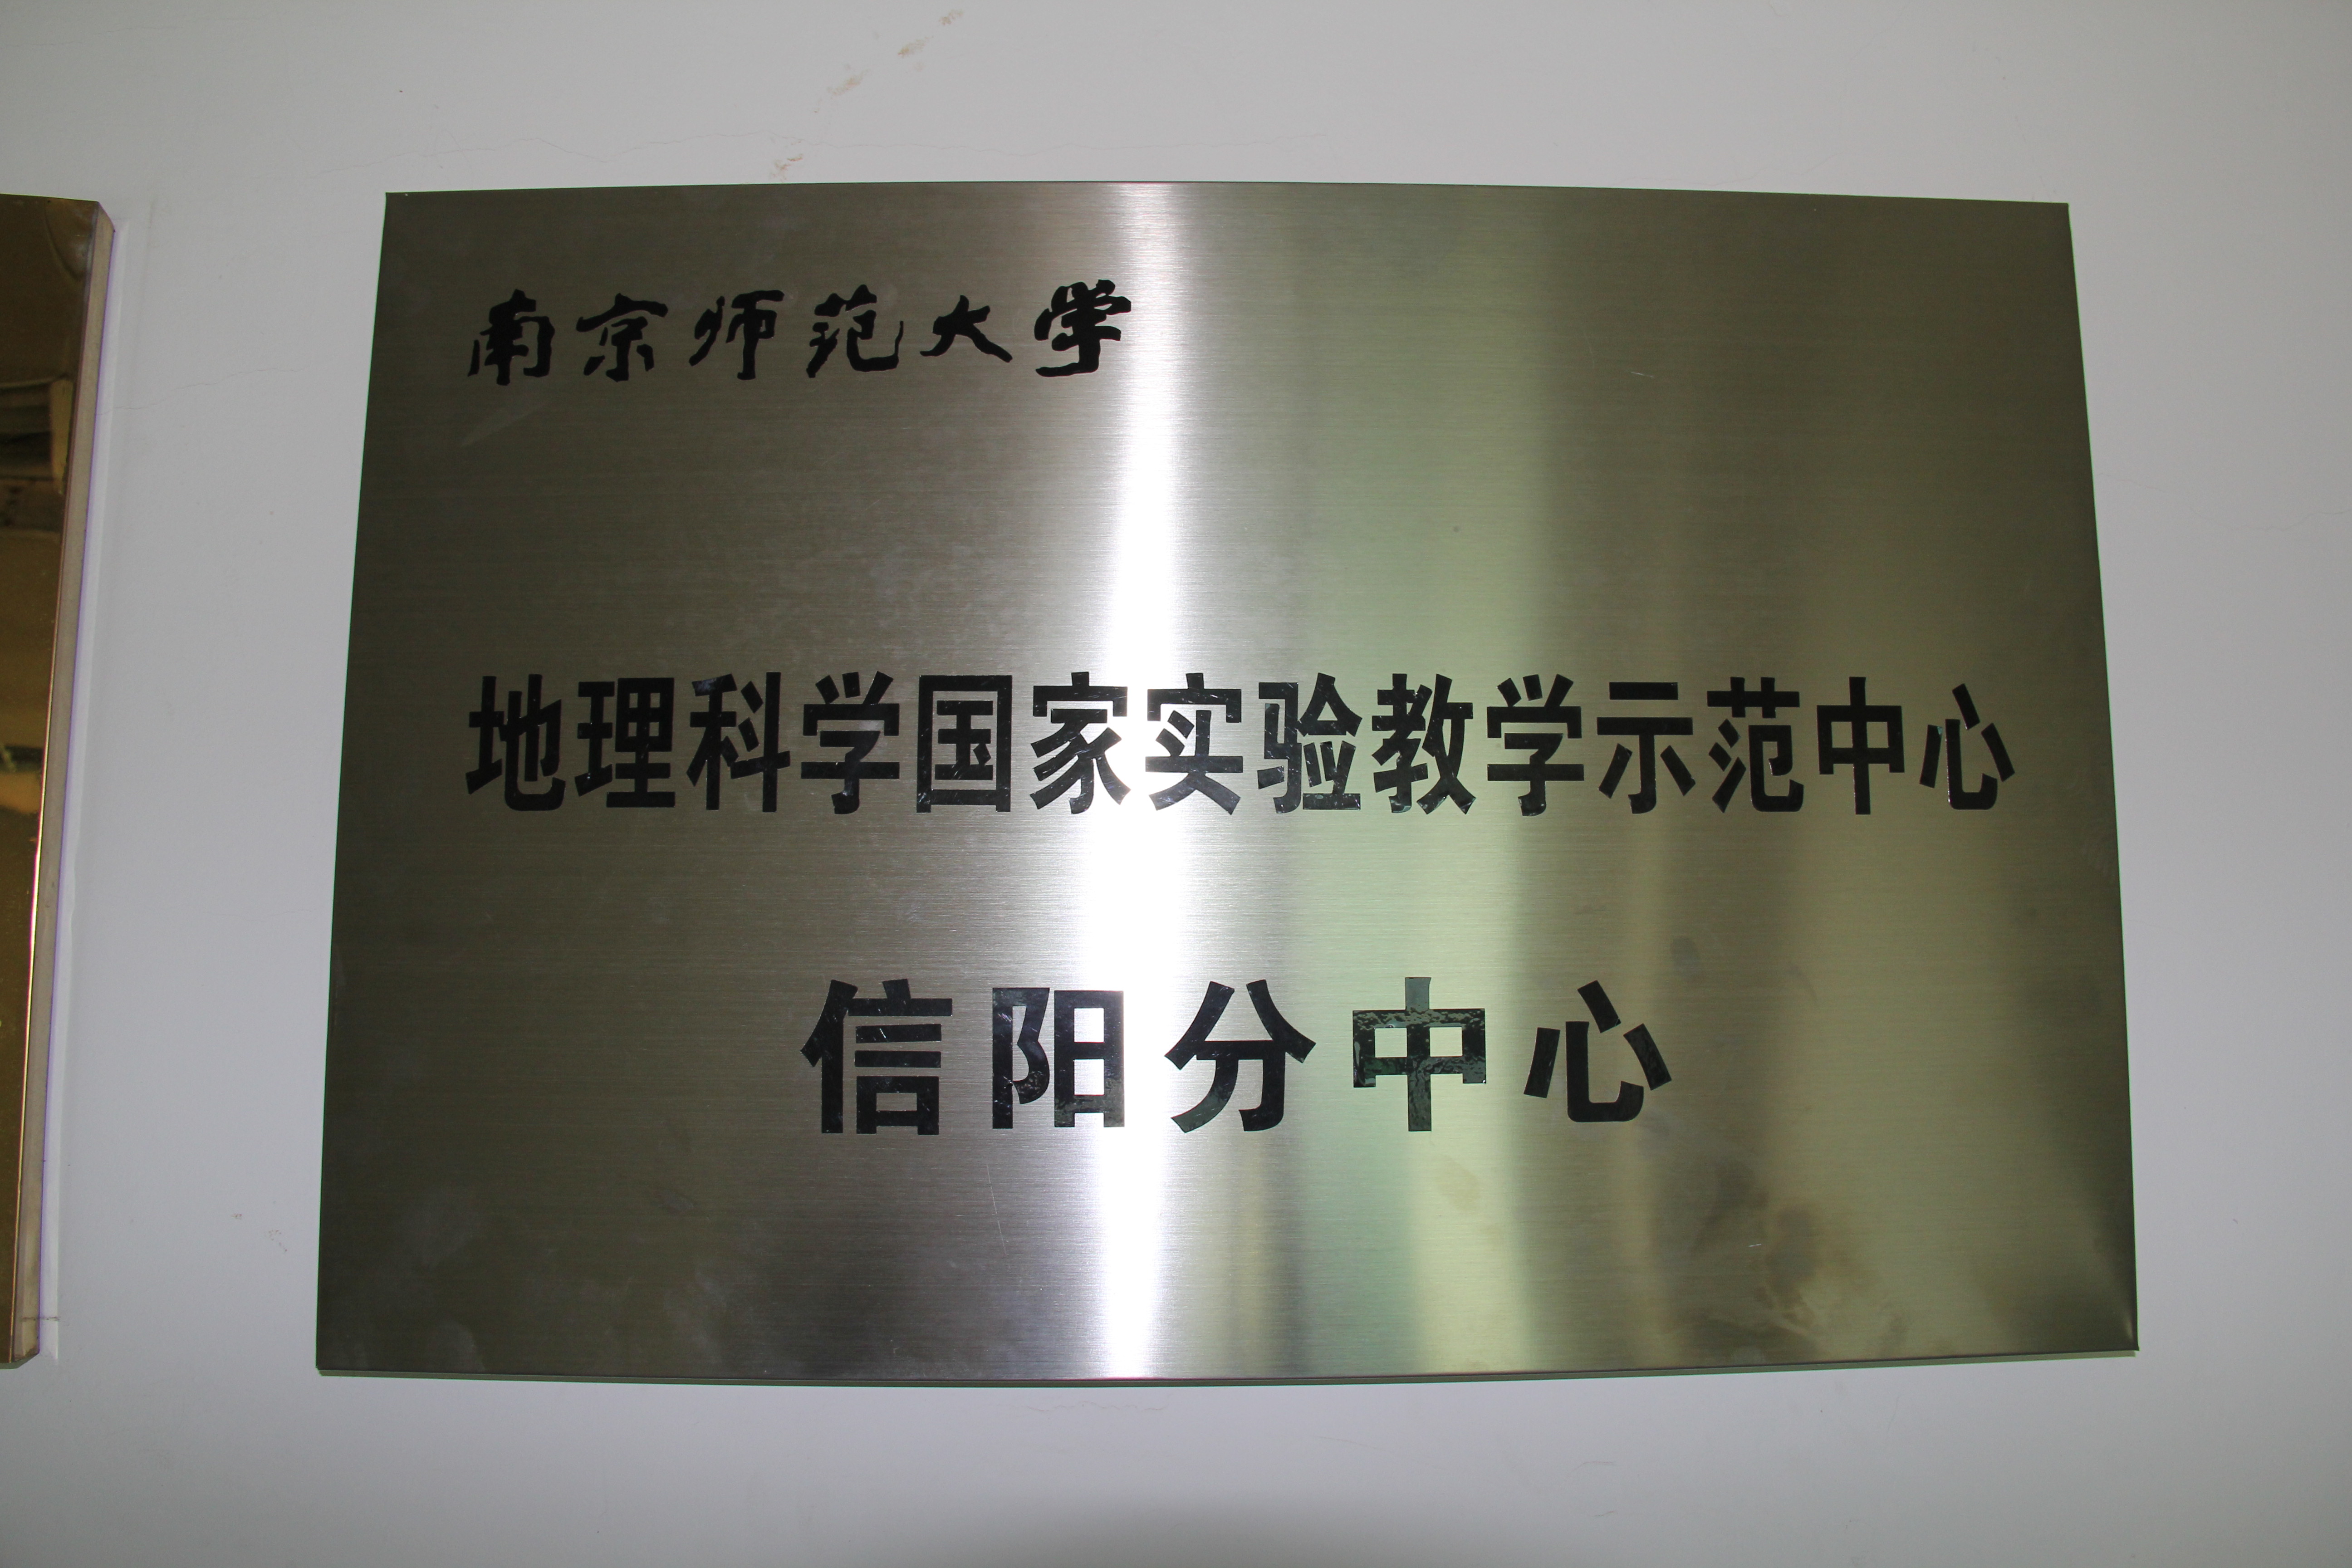 南京师范大学
地理科学国家实验教学示范中心
信阳分中心